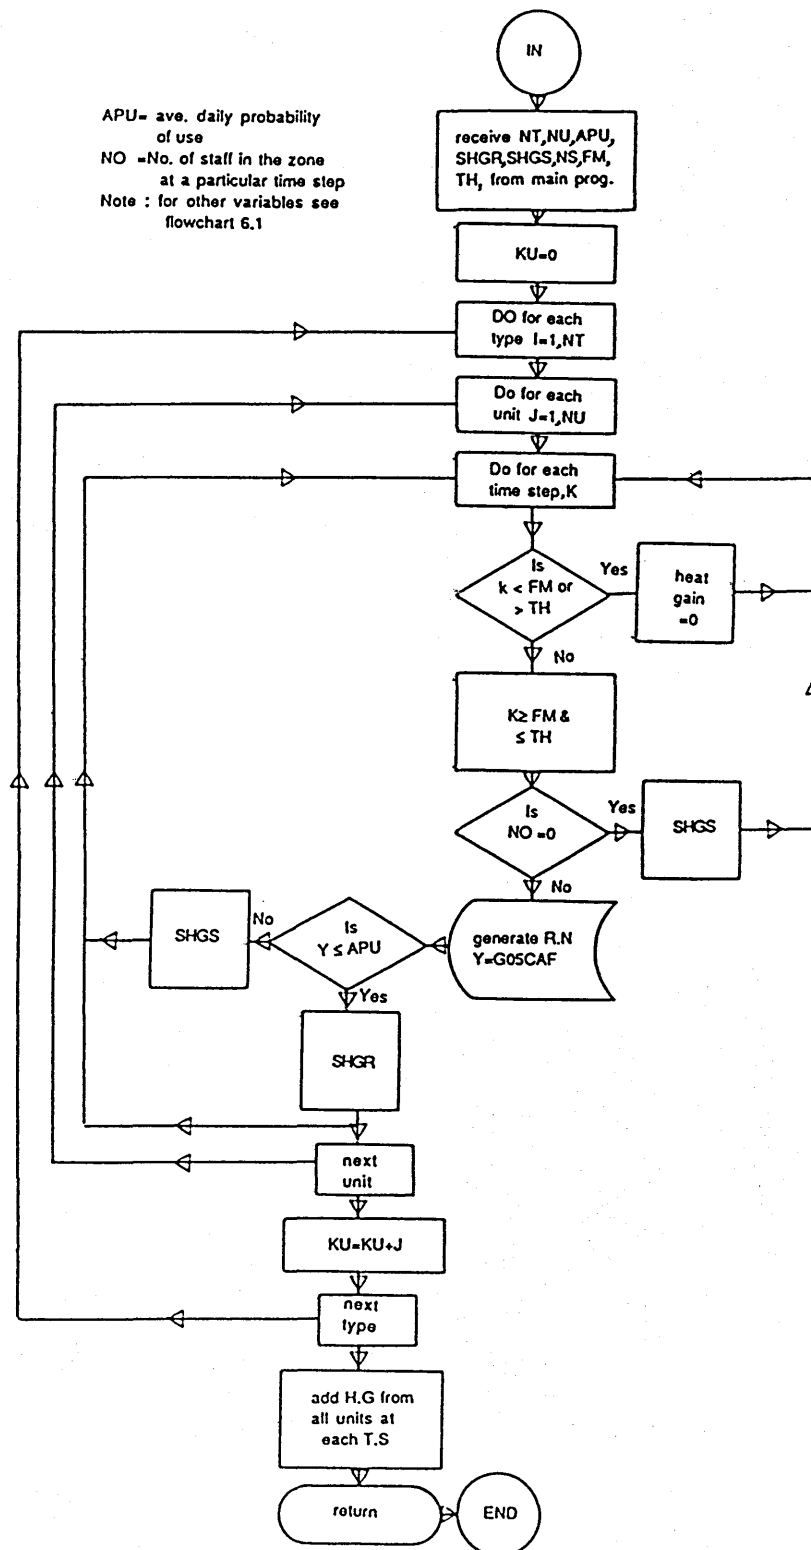 IN
APU= ave. daily probability
of use
NO =No. of staff in the zone
at a particular time step
Note : for other variables see
flowchart 6.1
receive NT,NU,APU,
SHGR,SHGS,NS,FM,
TH, from main prog.
KU=0
DO for each
type I=1,NT
Do for each
unit J=1,NU
Do for each
time step,K
Is
k < FM or
> TH
Yes
heat
gain
=0
No
K≥ FM &
≤ TH
Is
NO =0
Yes
SHGS
No
generate R.N
Y=G05CAF
Is
Y ≤ APU
No
SHGS
Yes
SHGR
next
unit
KU=KU+J
next
type
add H.G from
all units at
each T.S
return
END